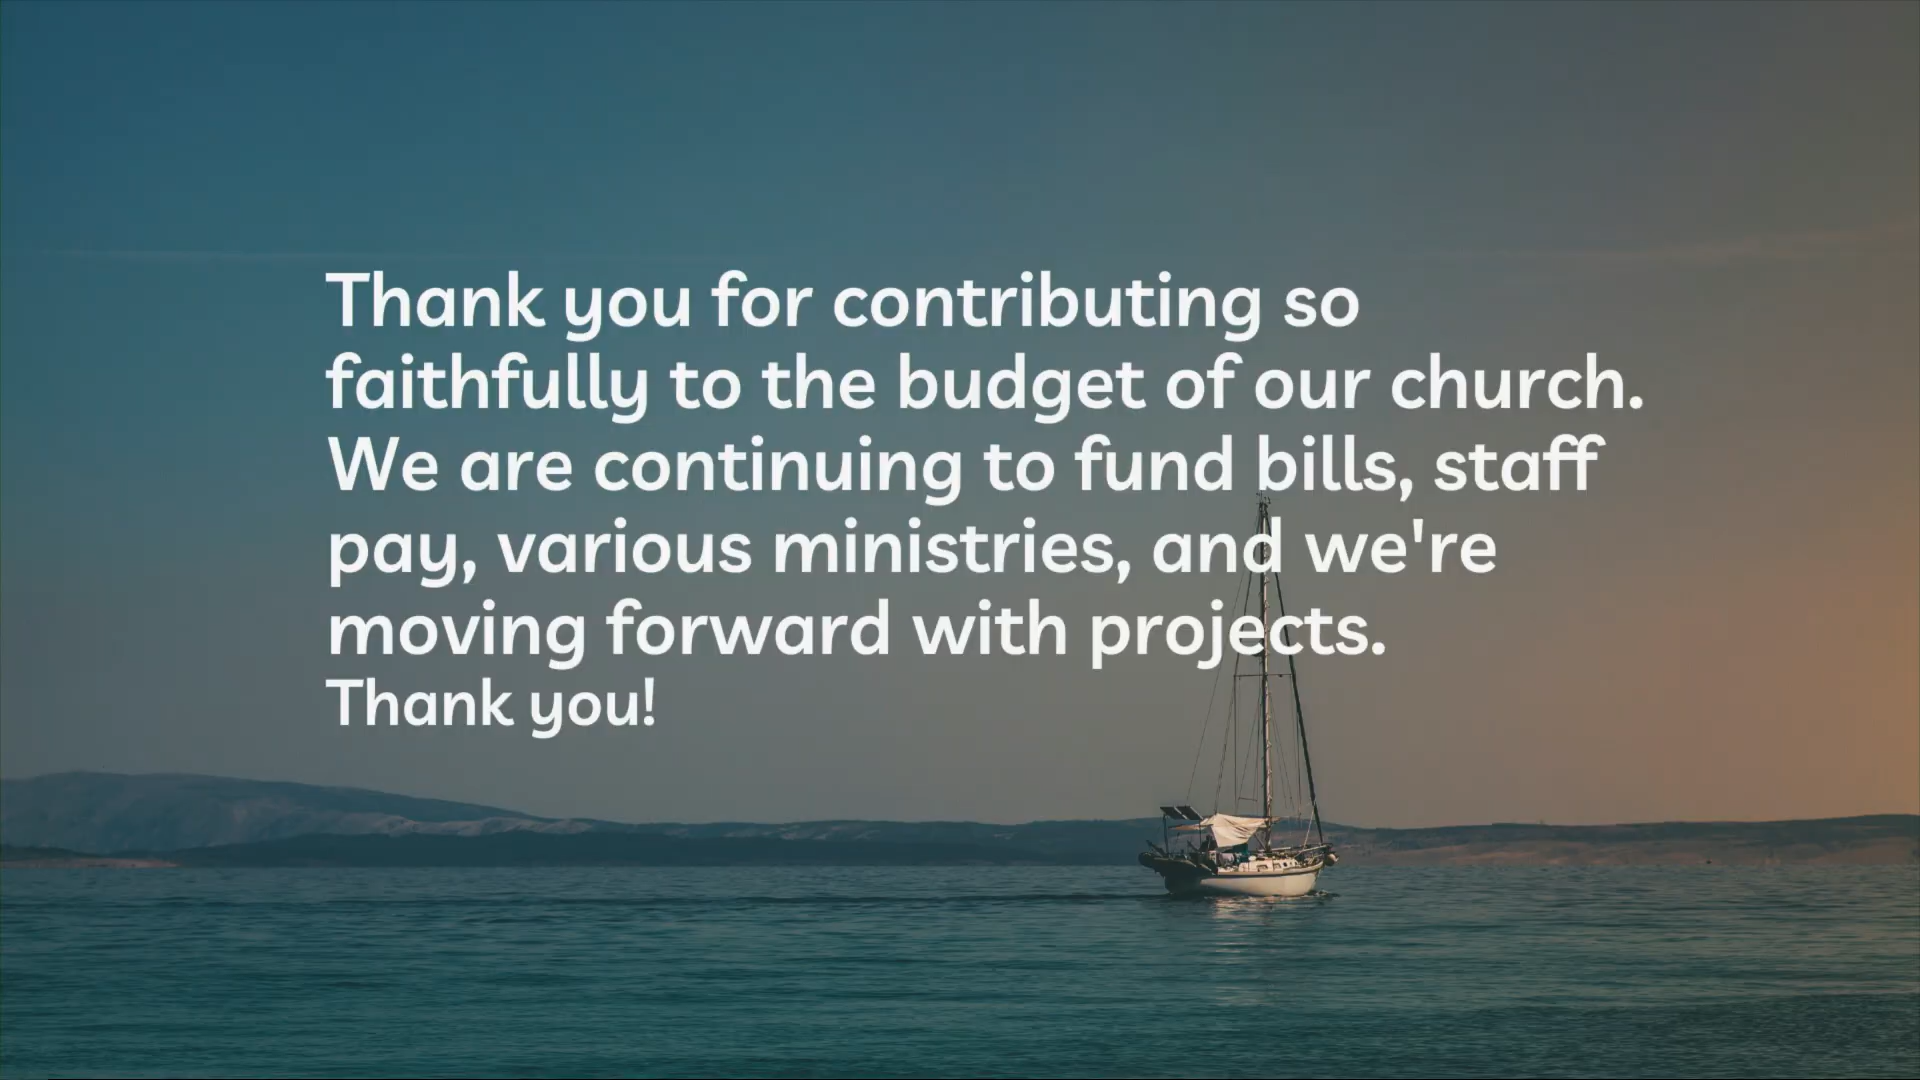 Thank you for contributing so
faithfully to the budget of our church.
We are continuing to fund bills, staff
pay, various ministries, and we're
moving forward with projects.
Thank you!